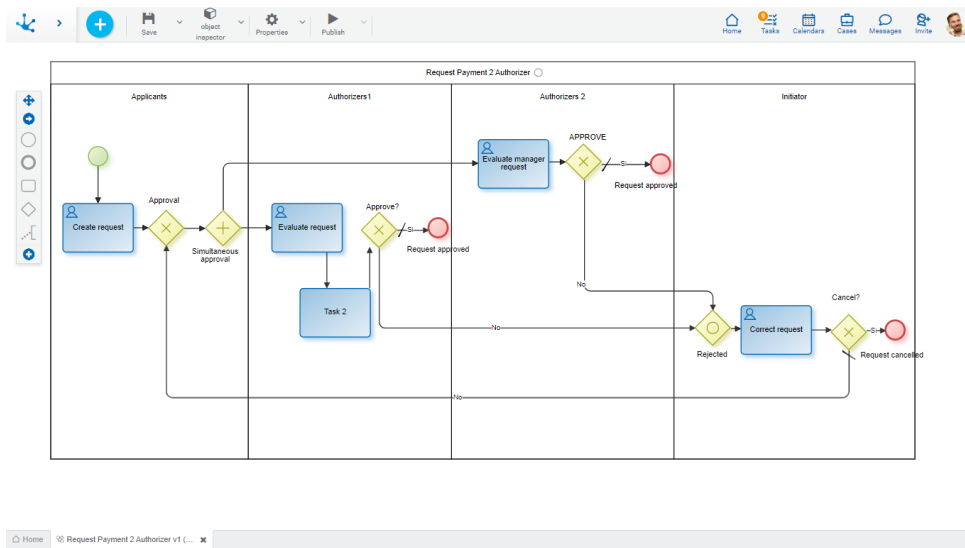 Save
object
inspector
Properties
Publish
Home
9
Tasks
Calendars
Cases
Messages
Invite
Request Payment 2 Authorizer
Applicants
Authorizers1
Authorizers 2
Initiator
APPROVE
Evaluate manager
request
Si
Request approved
Approval
Approve?
Create request
Evaluate request
Si
Simultaneous
approval
Request approved
Task 2
No
Cancel?
No
Correct request
Si
Rejected
Request cancelled
No
Home
Request Payment 2 Authorizer v1 (...